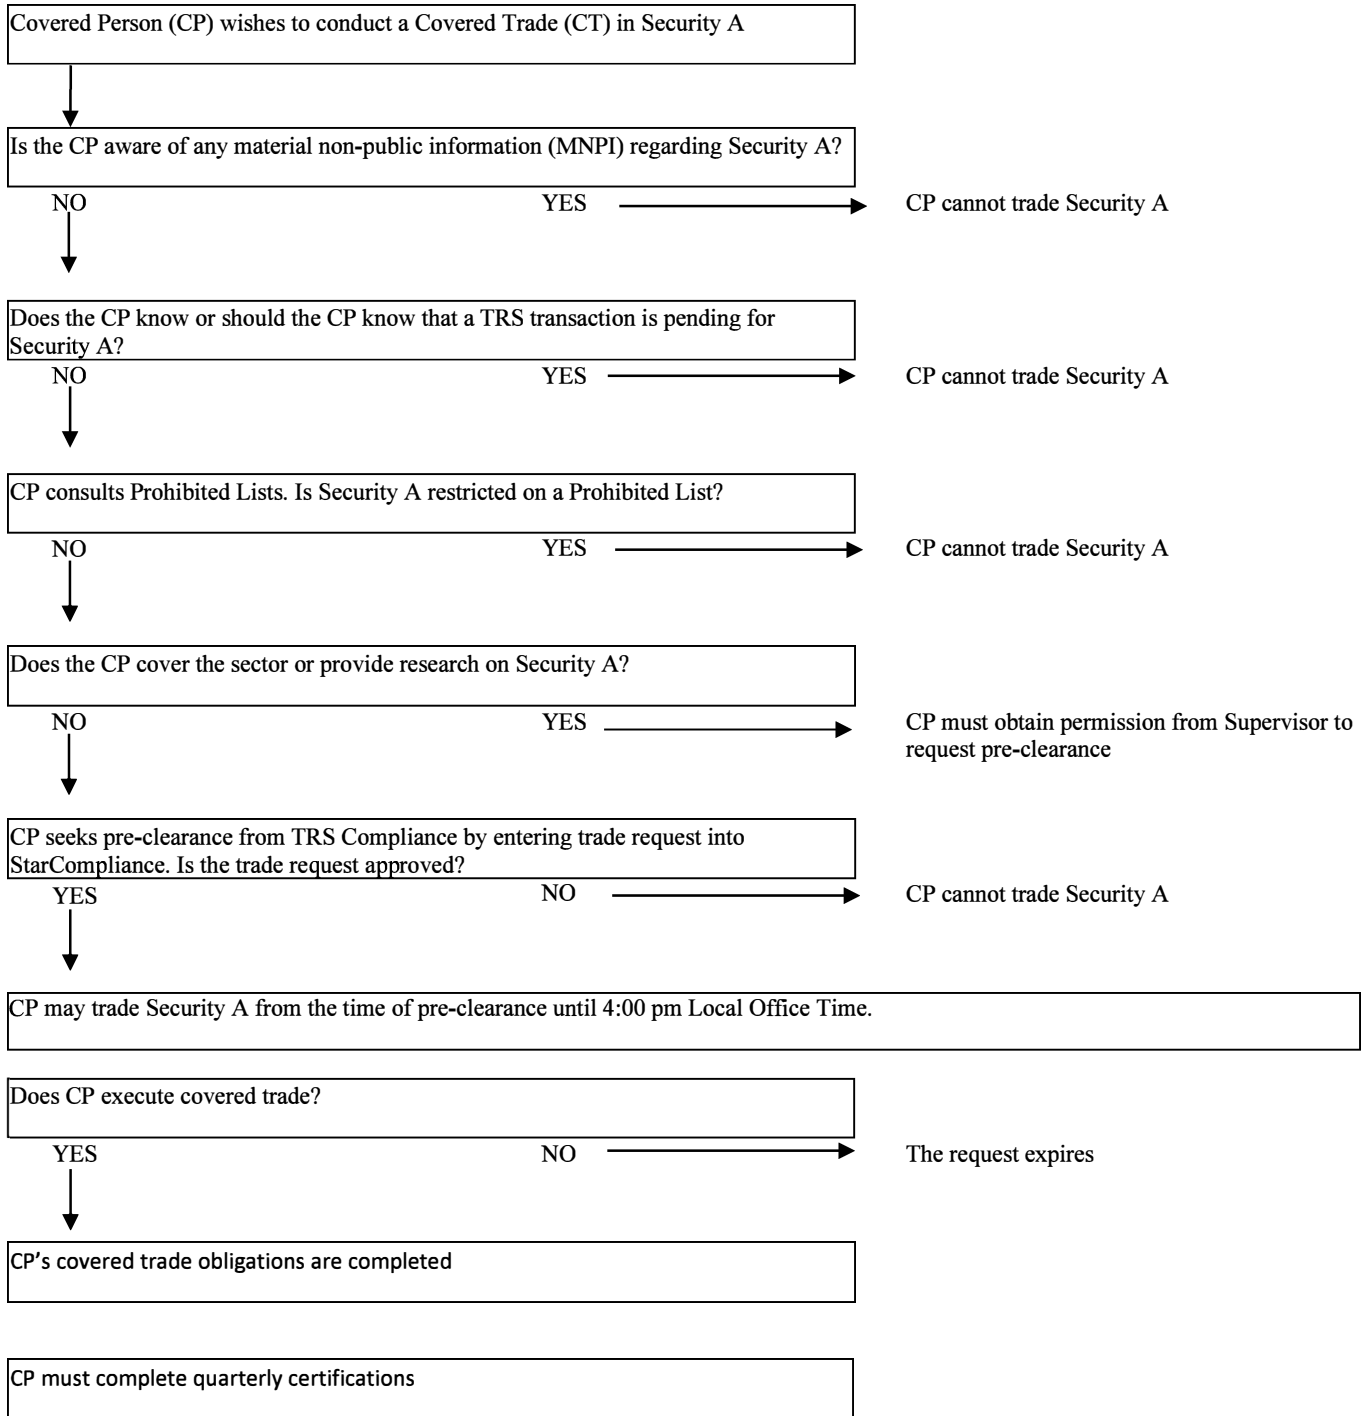 Covered Person (CP) wishes to conduct a Covered Trade (CT) in Security A
Is the CP aware of any material non-public information (MNPI) regarding Security A?
NO
YES
CP cannot trade Security A
Does the CP know or should the CP know that a TRS transaction is pending for
Security A?
NO
YES
CP cannot trade Security A
CP consults Prohibited Lists. Is Security A restricted on a Prohibited List?
NO
YES
CP cannot trade Security A
Does the CP cover the sector or provide research on Security A?
NO
YES
CP must obtain permission from Supervisor to
request pre-clearance
CP seeks pre-clearance from TRS Compliance by entering trade request into
StarCompliance. Is the trade request approved?
YES
NO
CP cannot trade Security A
CP may trade Security A from the time of pre-clearance until 4:00 pm Local Office Time.
Does CP execute covered trade?
YES
NO
The request expires
CP’s covered trade obligations are completed
CP must complete quarterly certifications